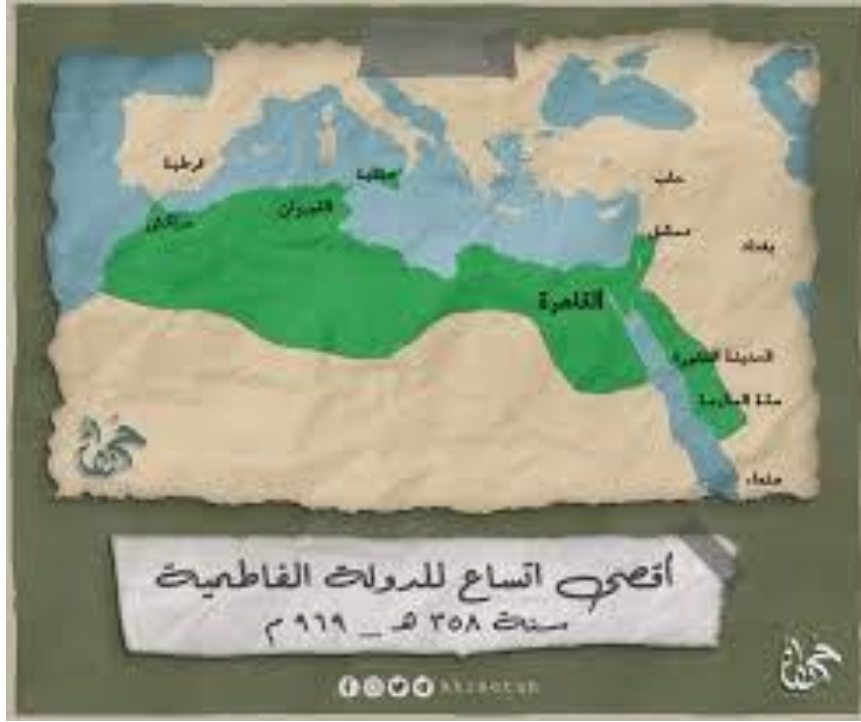 قرطبة
صقلية
القيروان
حلب
دمشق
بغداد
القاهرة
المدينة المنورة
مكة المكرمة
صنعاء
أقصى اتساع للدولة الفاطمية
سنة ٣٥٨ هـ _ ٩٦٩ م